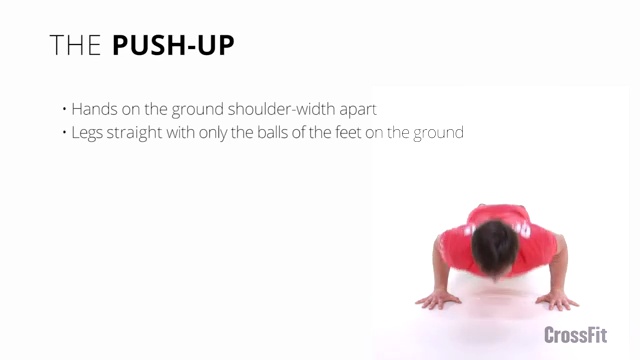 THE PUSH-UP
• Hands on the ground shoulder-width apart
• Legs straight with only the balls of the feet on the ground
CrossFit